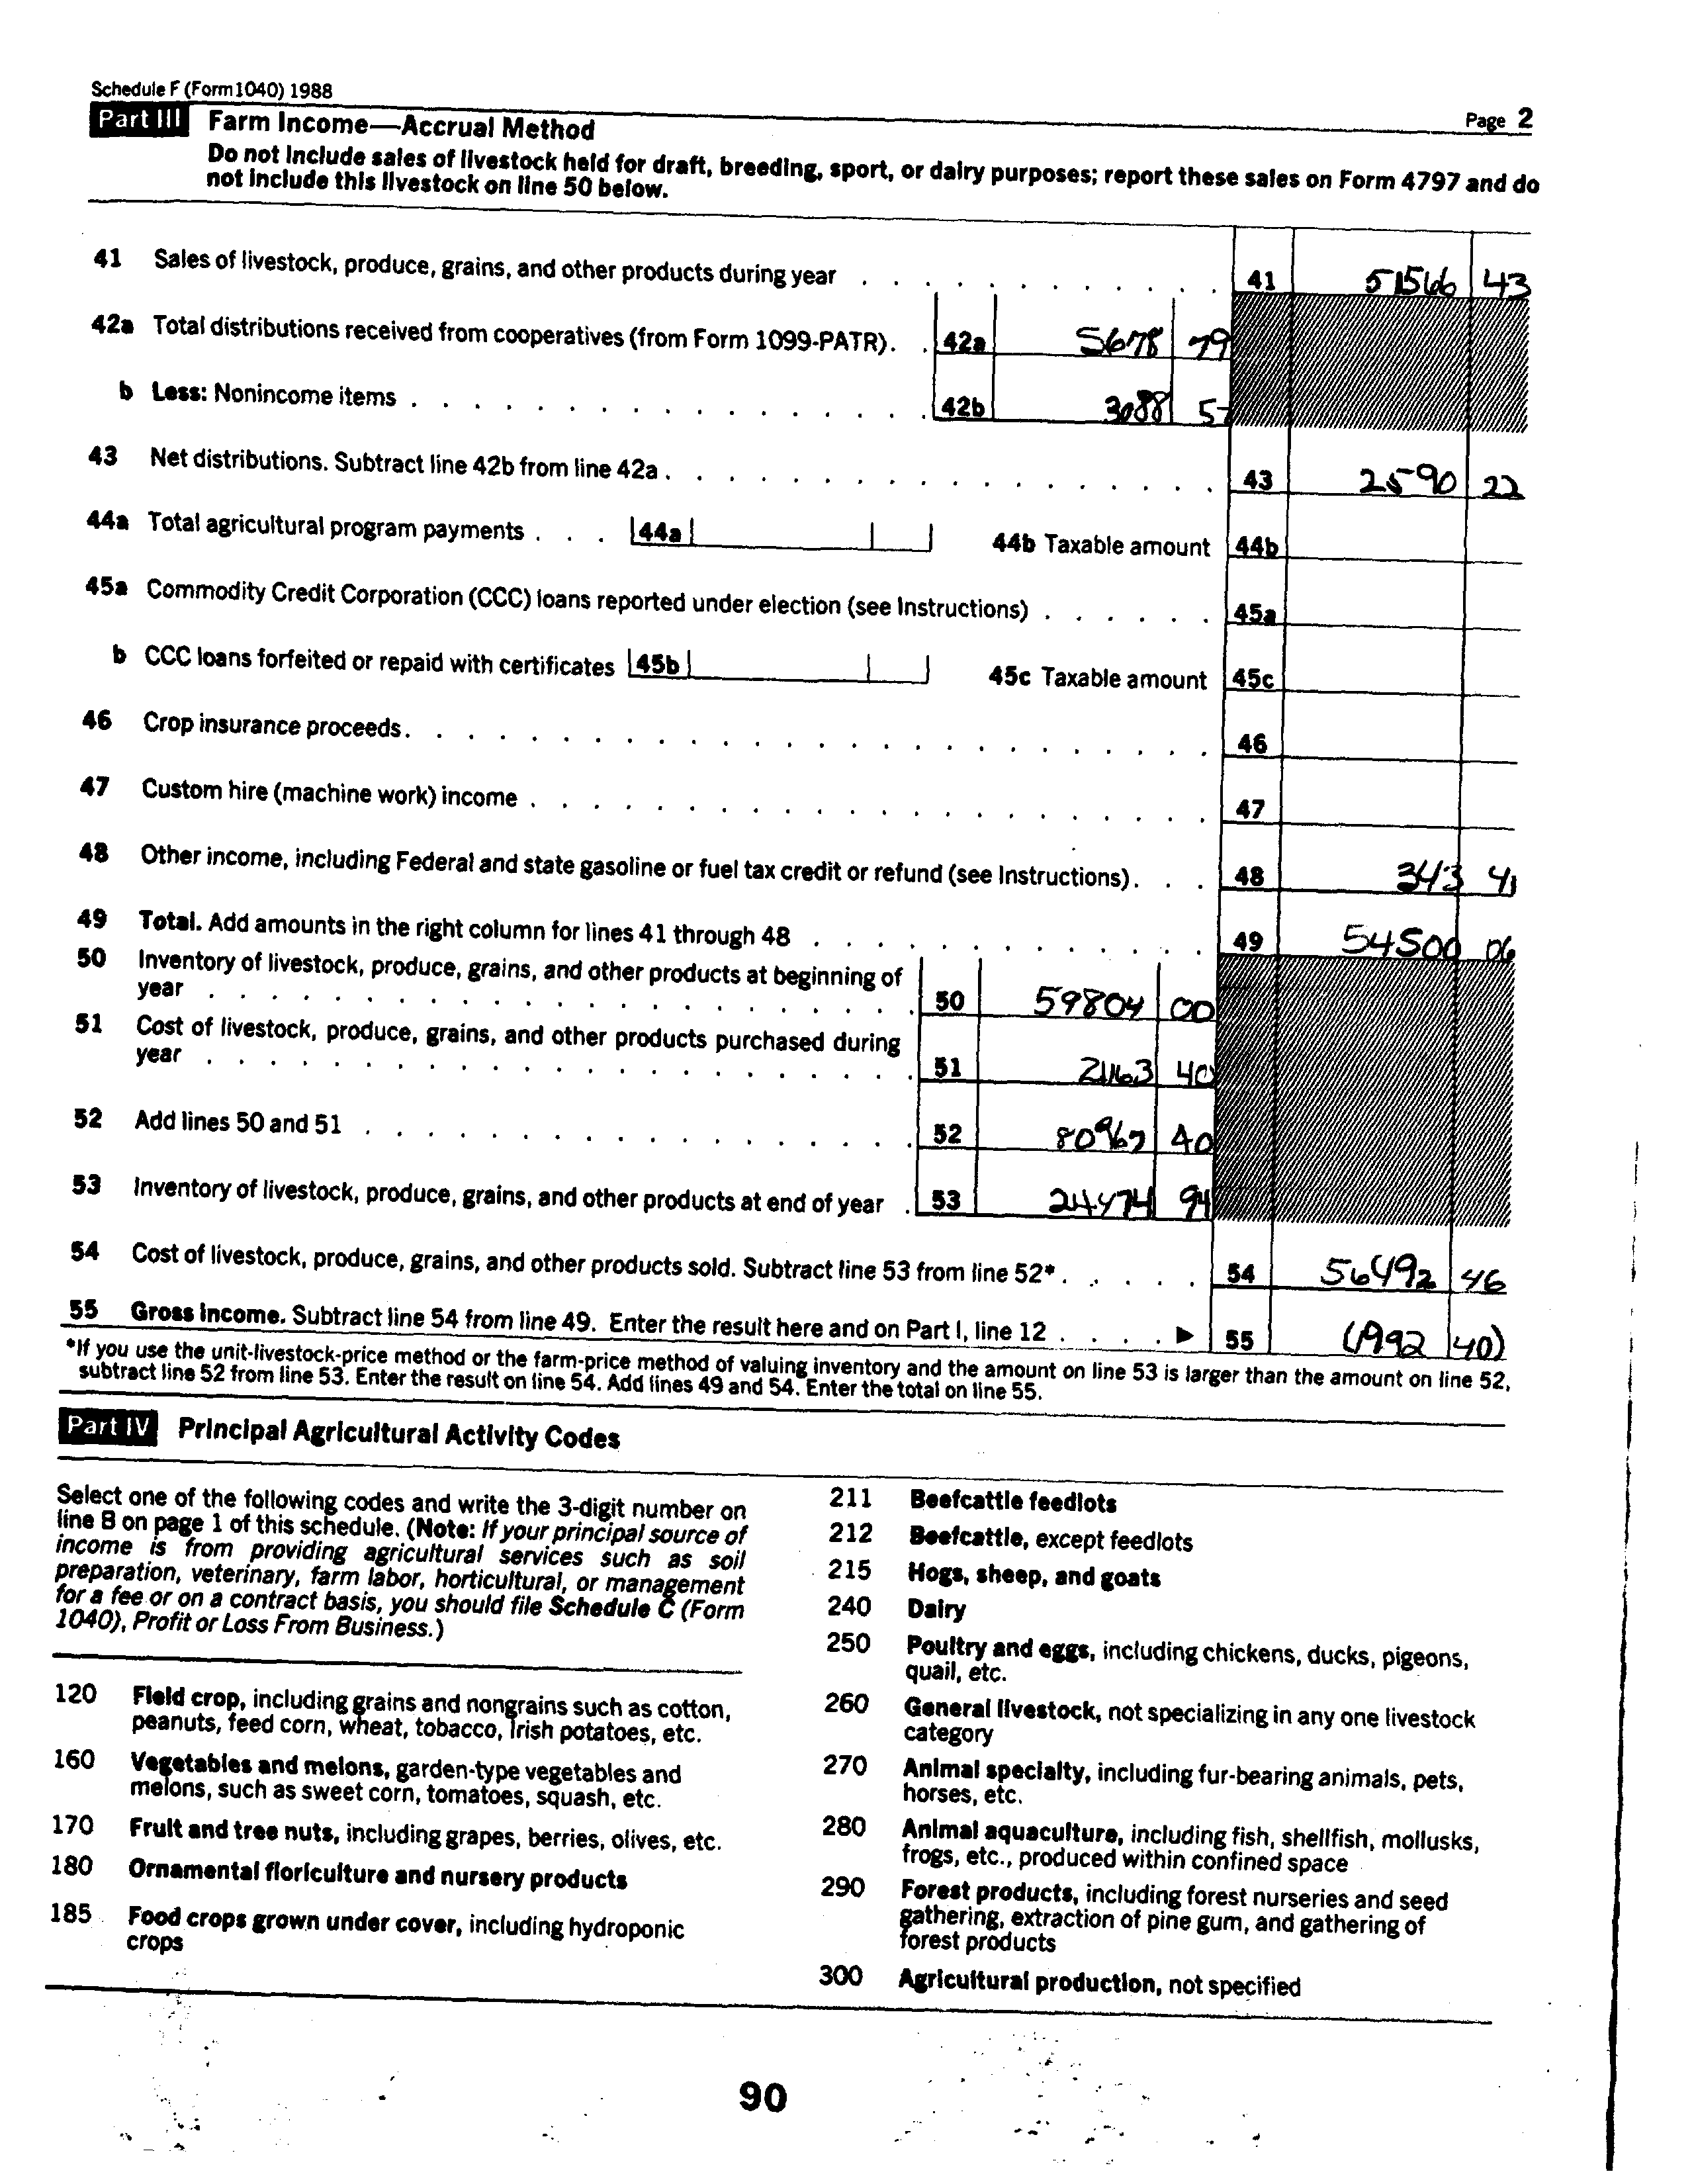 Schedule F (Form 1040) 1988
Page 2
Part III Farm Income—Accrual Method
Do not include sales of livestock held for draft, breeding, sport, or dairy purposes; report these sales on Form 4797 and do
not include this livestock on line 50 below.
41 Sales of livestock, produce, grains, and other products during year . . . . . . . . . . . . 41 51566 43
42a Total distributions received from cooperatives (from Form 1099-PATR). . 42a 5678 79
b Less: Nonincome items . . . . . . . . . . . . . . . . . 42b 3088 57
43 Net distributions. Subtract line 42b from line 42a . . . . . . . . . . . . . . . . . . 43 2590 22
44a Total agricultural program payments . . . 44a 44b Taxable amount 44b
45a Commodity Credit Corporation (CCC) loans reported under election (see Instructions) . . . . . . 45a
b CCC loans forfeited or repaid with certificates 45b 45c Taxable amount 45c
46 Crop insurance proceeds. . . . . . . . . . . . . . . . . . . . . . . . . . 46
47 Custom hire (machine work) income . . . . . . . . . . . . . . . . . . . . . . 47
48 Other income, including Federal and state gasoline or fuel tax credit or refund (see Instructions). . . 48 343 41
49 Total. Add amounts in the right column for lines 41 through 48 . . . . . . . . . . . . . 49 54500 06
50 Inventory of livestock, produce, grains, and other products at beginning of
year . . . . . . . . . . . . . . . . . . . . . . . 50 59804 00
51 Cost of livestock, produce, grains, and other products purchased during
year . . . . . . . . . . . . . . . . . . . . . . . 51 21163 40
52 Add lines 50 and 51 . . . . . . . . . . . . . . . . . . 52 80967 40
53 Inventory of livestock, produce, grains, and other products at end of year . 53 24474 94
54 Cost of livestock, produce, grains, and other products sold. Subtract line 53 from line 52* . . . . . 54 56492 46
55 Gross income. Subtract line 54 from line 49. Enter the result here and on Part I, line 12 . . . . ▶ 55 (1992 40)
*If you use the unit-livestock-price method or the farm-price method of valuing inventory and the amount on line 53 is larger than the amount on line 52,
subtract line 52 from line 53. Enter the result on line 54. Add lines 49 and 54. Enter the total on line 55.
Part IV Principal Agricultural Activity Codes
Select one of the following codes and write the 3-digit number on
line B on page 1 of this schedule. (Note: If your principal source of
income is from providing agricultural services such as soil
preparation, veterinary, farm labor, horticultural, or management
for a fee or on a contract basis, you should file Schedule C (Form
1040), Profit or Loss From Business.)
120 Field crop, including grains and nongrains such as cotton,
peanuts, feed corn, wheat, tobacco, Irish potatoes, etc.
160 Vegetables and melons, garden-type vegetables and
melons, such as sweet corn, tomatoes, squash, etc.
170 Fruit and tree nuts, including grapes, berries, olives, etc.
180 Ornamental floriculture and nursery products
185 Food crops grown under cover, including hydroponic
crops
211 Beefcattle feedlots
212 Beefcattle, except feedlots
215 Hogs, sheep, and goats
240 Dairy
250 Poultry and eggs, including chickens, ducks, pigeons,
quail, etc.
260 General livestock, not specializing in any one livestock
category
270 Animal specialty, including fur-bearing animals, pets,
horses, etc.
280 Animal aquaculture, including fish, shellfish, mollusks,
frogs, etc., produced within confined space
290 Forest products, including forest nurseries and seed
gathering, extraction of pine gum, and gathering of
forest products
300 Agricultural production, not specified
90